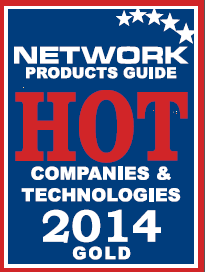 NETWORK
PRODUCTS GUIDE
HOT
COMPANIES &
TECHNOLOGIES
2014
GOLD